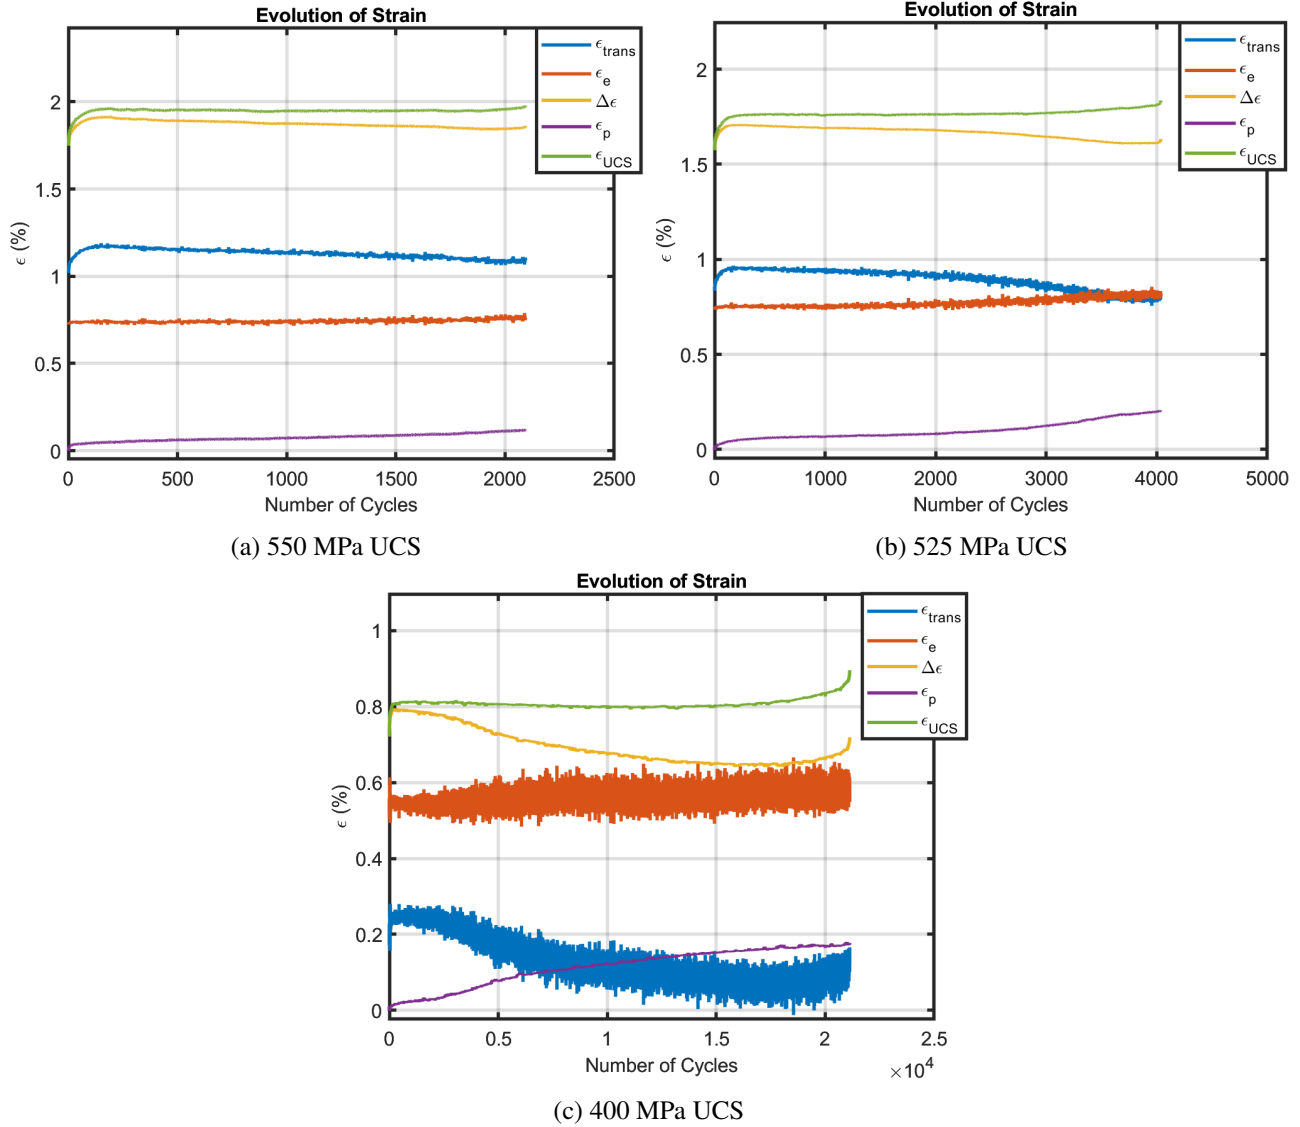 Evolution of Strain
ϵtrans
ϵe
Δϵ
ϵp
ϵUCS
2
1.5
1
0.5
0
ϵ (%)
0 500 1000 1500 2000 2500
Number of Cycles
(a) 550 MPa UCS
Evolution of Strain
ϵtrans
ϵe
Δϵ
ϵp
ϵUCS
2
1.5
1
0.5
0
ϵ (%)
0 1000 2000 3000 4000 5000
Number of Cycles
(b) 525 MPa UCS
Evolution of Strain
ϵtrans
ϵe
Δϵ
ϵp
ϵUCS
1
0.8
0.6
0.4
0.2
0
ϵ (%)
0 0.5 1 1.5 2 2.5
Number of Cycles
×10⁴
(c) 400 MPa UCS